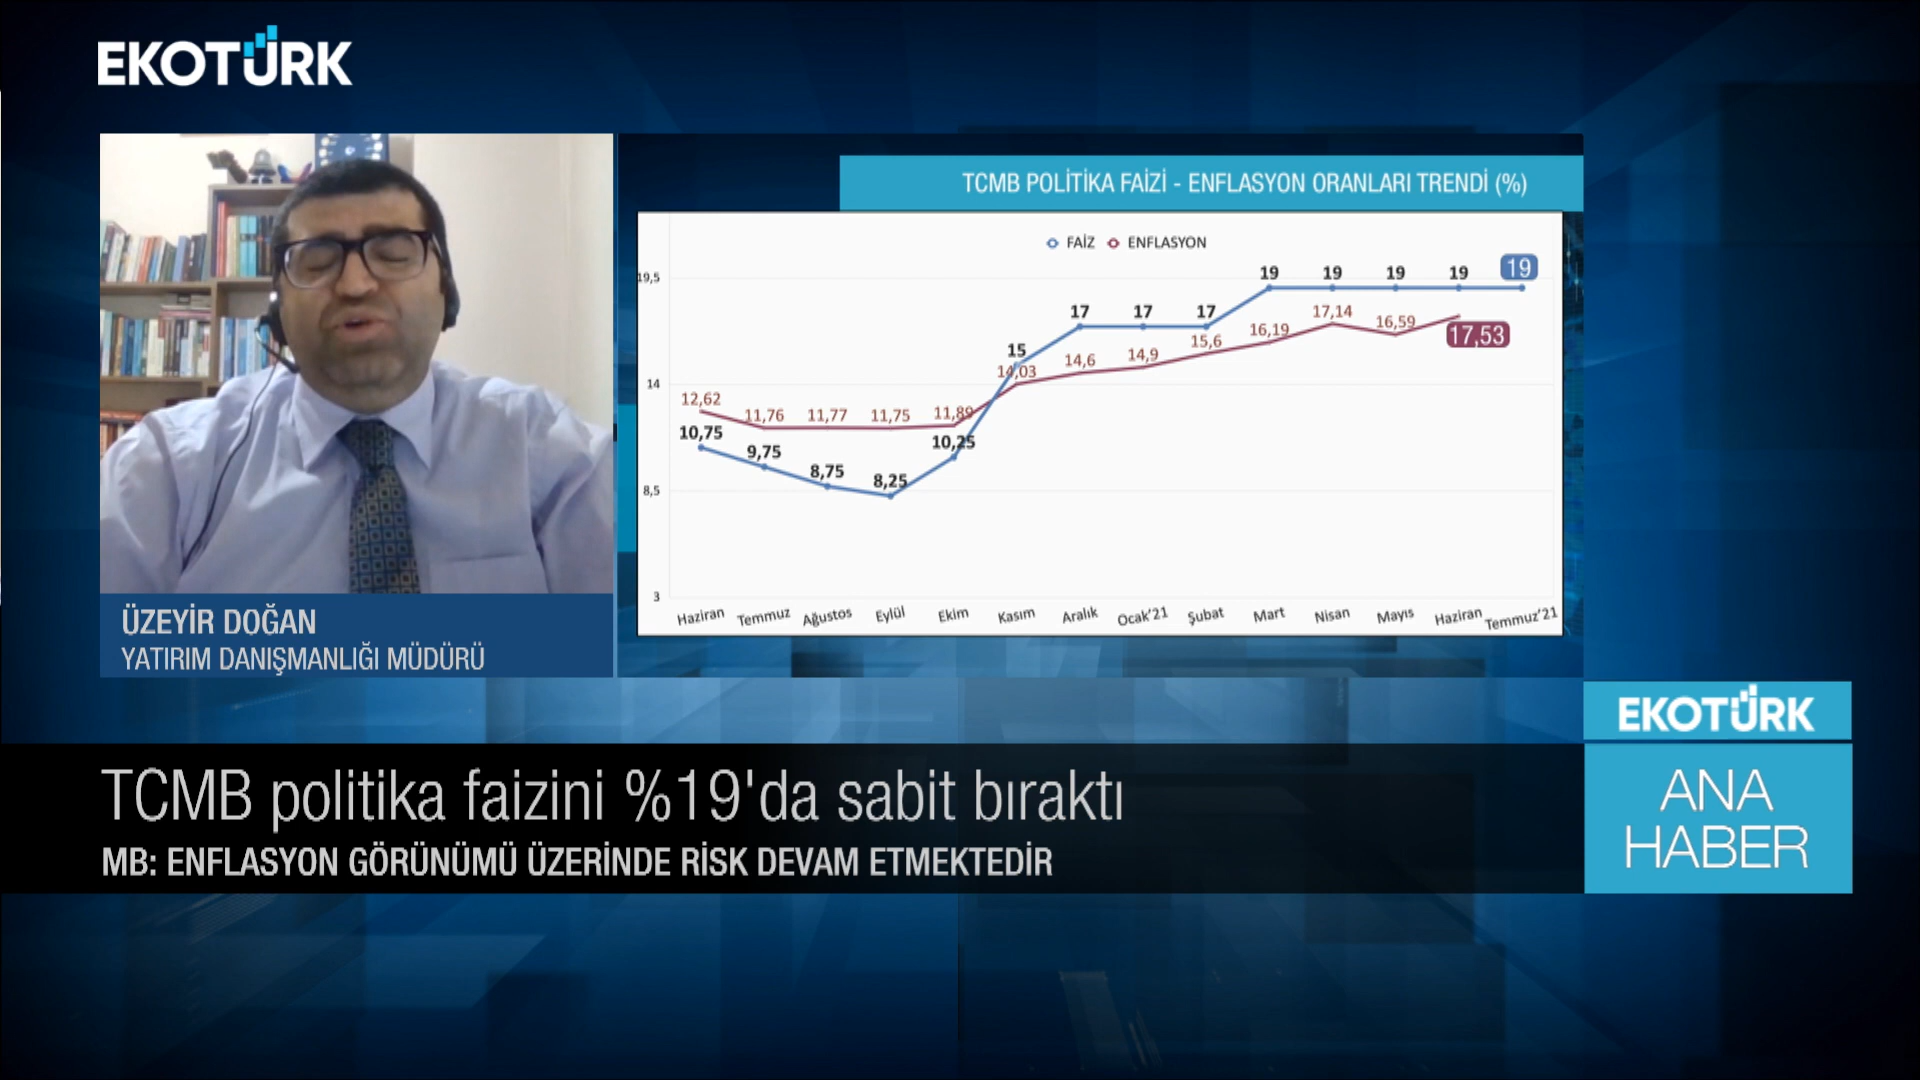 EKOTÜRK
TCMB POLİTİKA FAİZİ - ENFLASYON ORANLARI TRENDİ (%)
FAİZ ENFLASYON
19,5
14
8,5
3
19 19 19 19 19
17 17 17
15
10,75 9,75 8,75 8,25 10,25
12,62 11,76 11,77 11,75 11,89 14,03 14,6 14,9 15,6 16,19 17,14 16,59 17,53
Haziran Temmuz Ağustos Eylül Ekim Kasım Aralık Ocak'21 Şubat Mart Nisan Mayıs Haziran Temmuz'21
ÜZEYİR DOĞAN
YATIRIM DANIŞMANLIĞI MÜDÜRÜ
EKOTÜRK
ANA
HABER
TCMB politika faizini %19'da sabit bıraktı
MB: ENFLASYON GÖRÜNÜMÜ ÜZERİNDE RİSK DEVAM ETMEKTEDİR